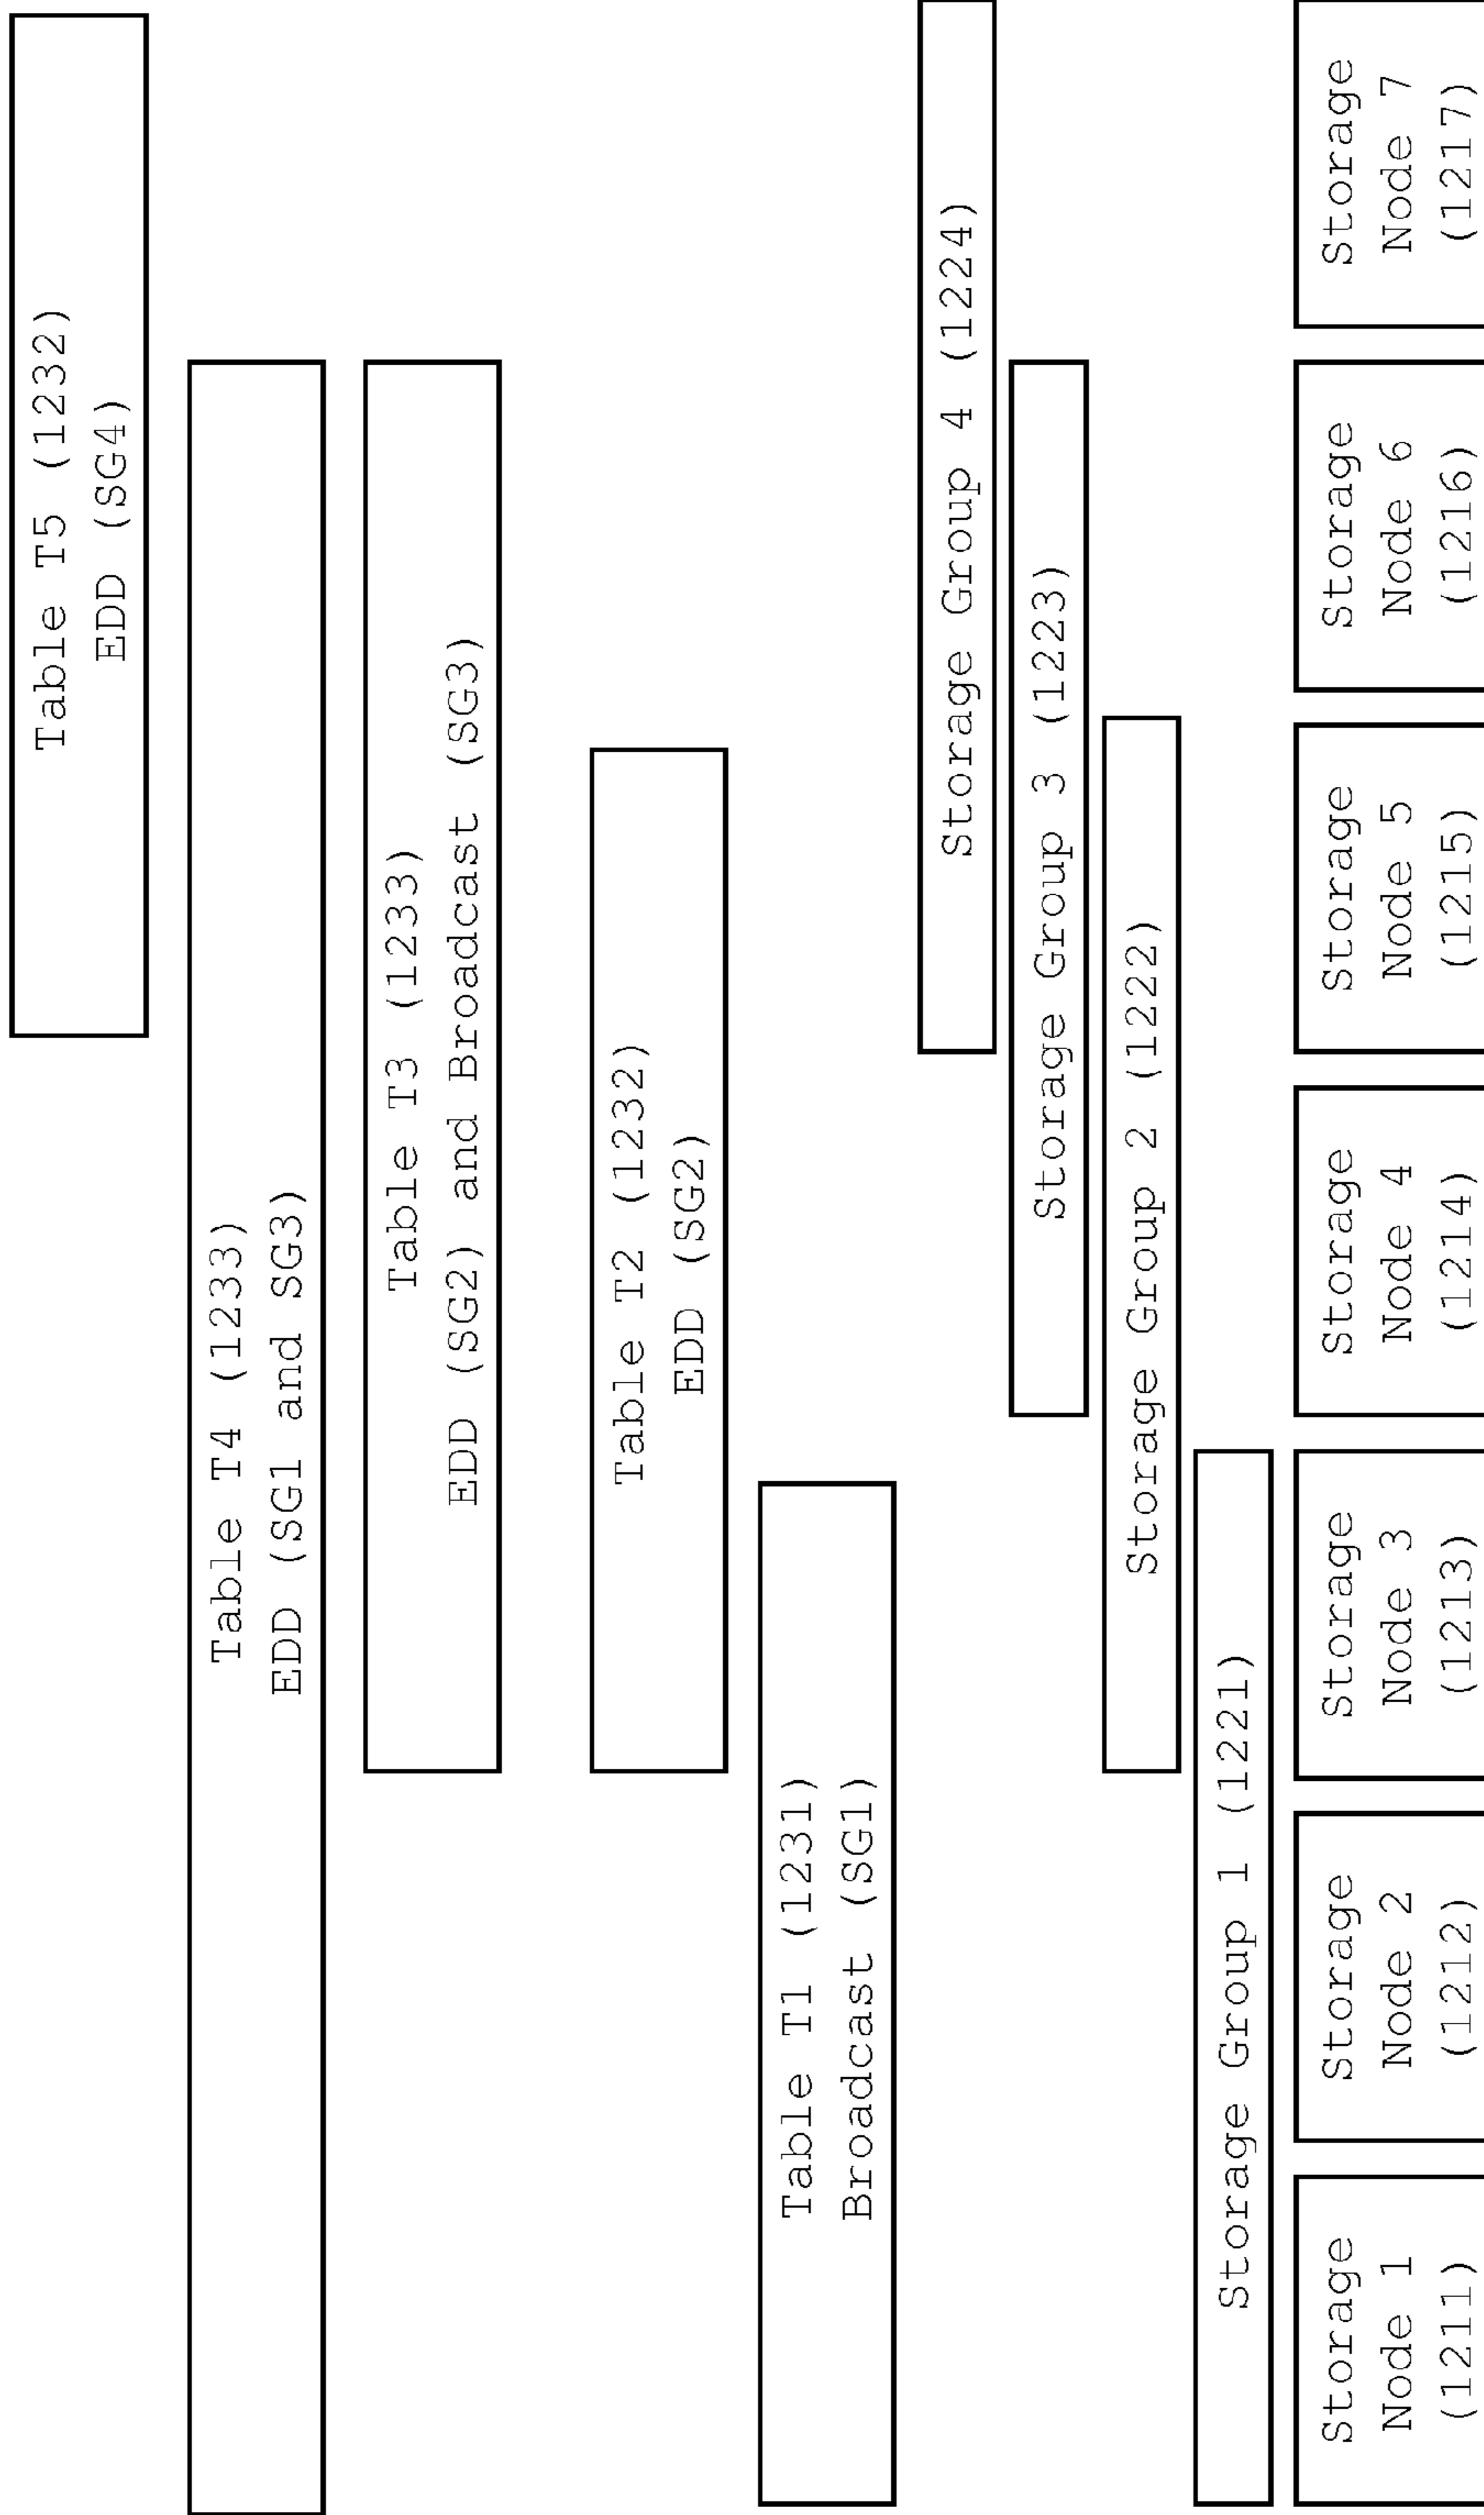 Table T5 (1232)
EDD (SG4)
Table T4 (1233)
EDD (SG1 and SG3)
Table T3 (1233)
EDD (SG2) and Broadcast (SG3)
Table T2 (1232)
EDD (SG2)
Table T1 (1231)
Broadcast (SG1)
Storage Group 4 (1224)
Storage Group 3 (1223)
Storage Group 2 (1222)
Storage Group 1 (1221)
Storage
Node 1
(1211)
Storage
Node 2
(1212)
Storage
Node 3
(1213)
Storage
Node 4
(1214)
Storage
Node 5
(1215)
Storage
Node 6
(1216)
Storage
Node 7
(1217)